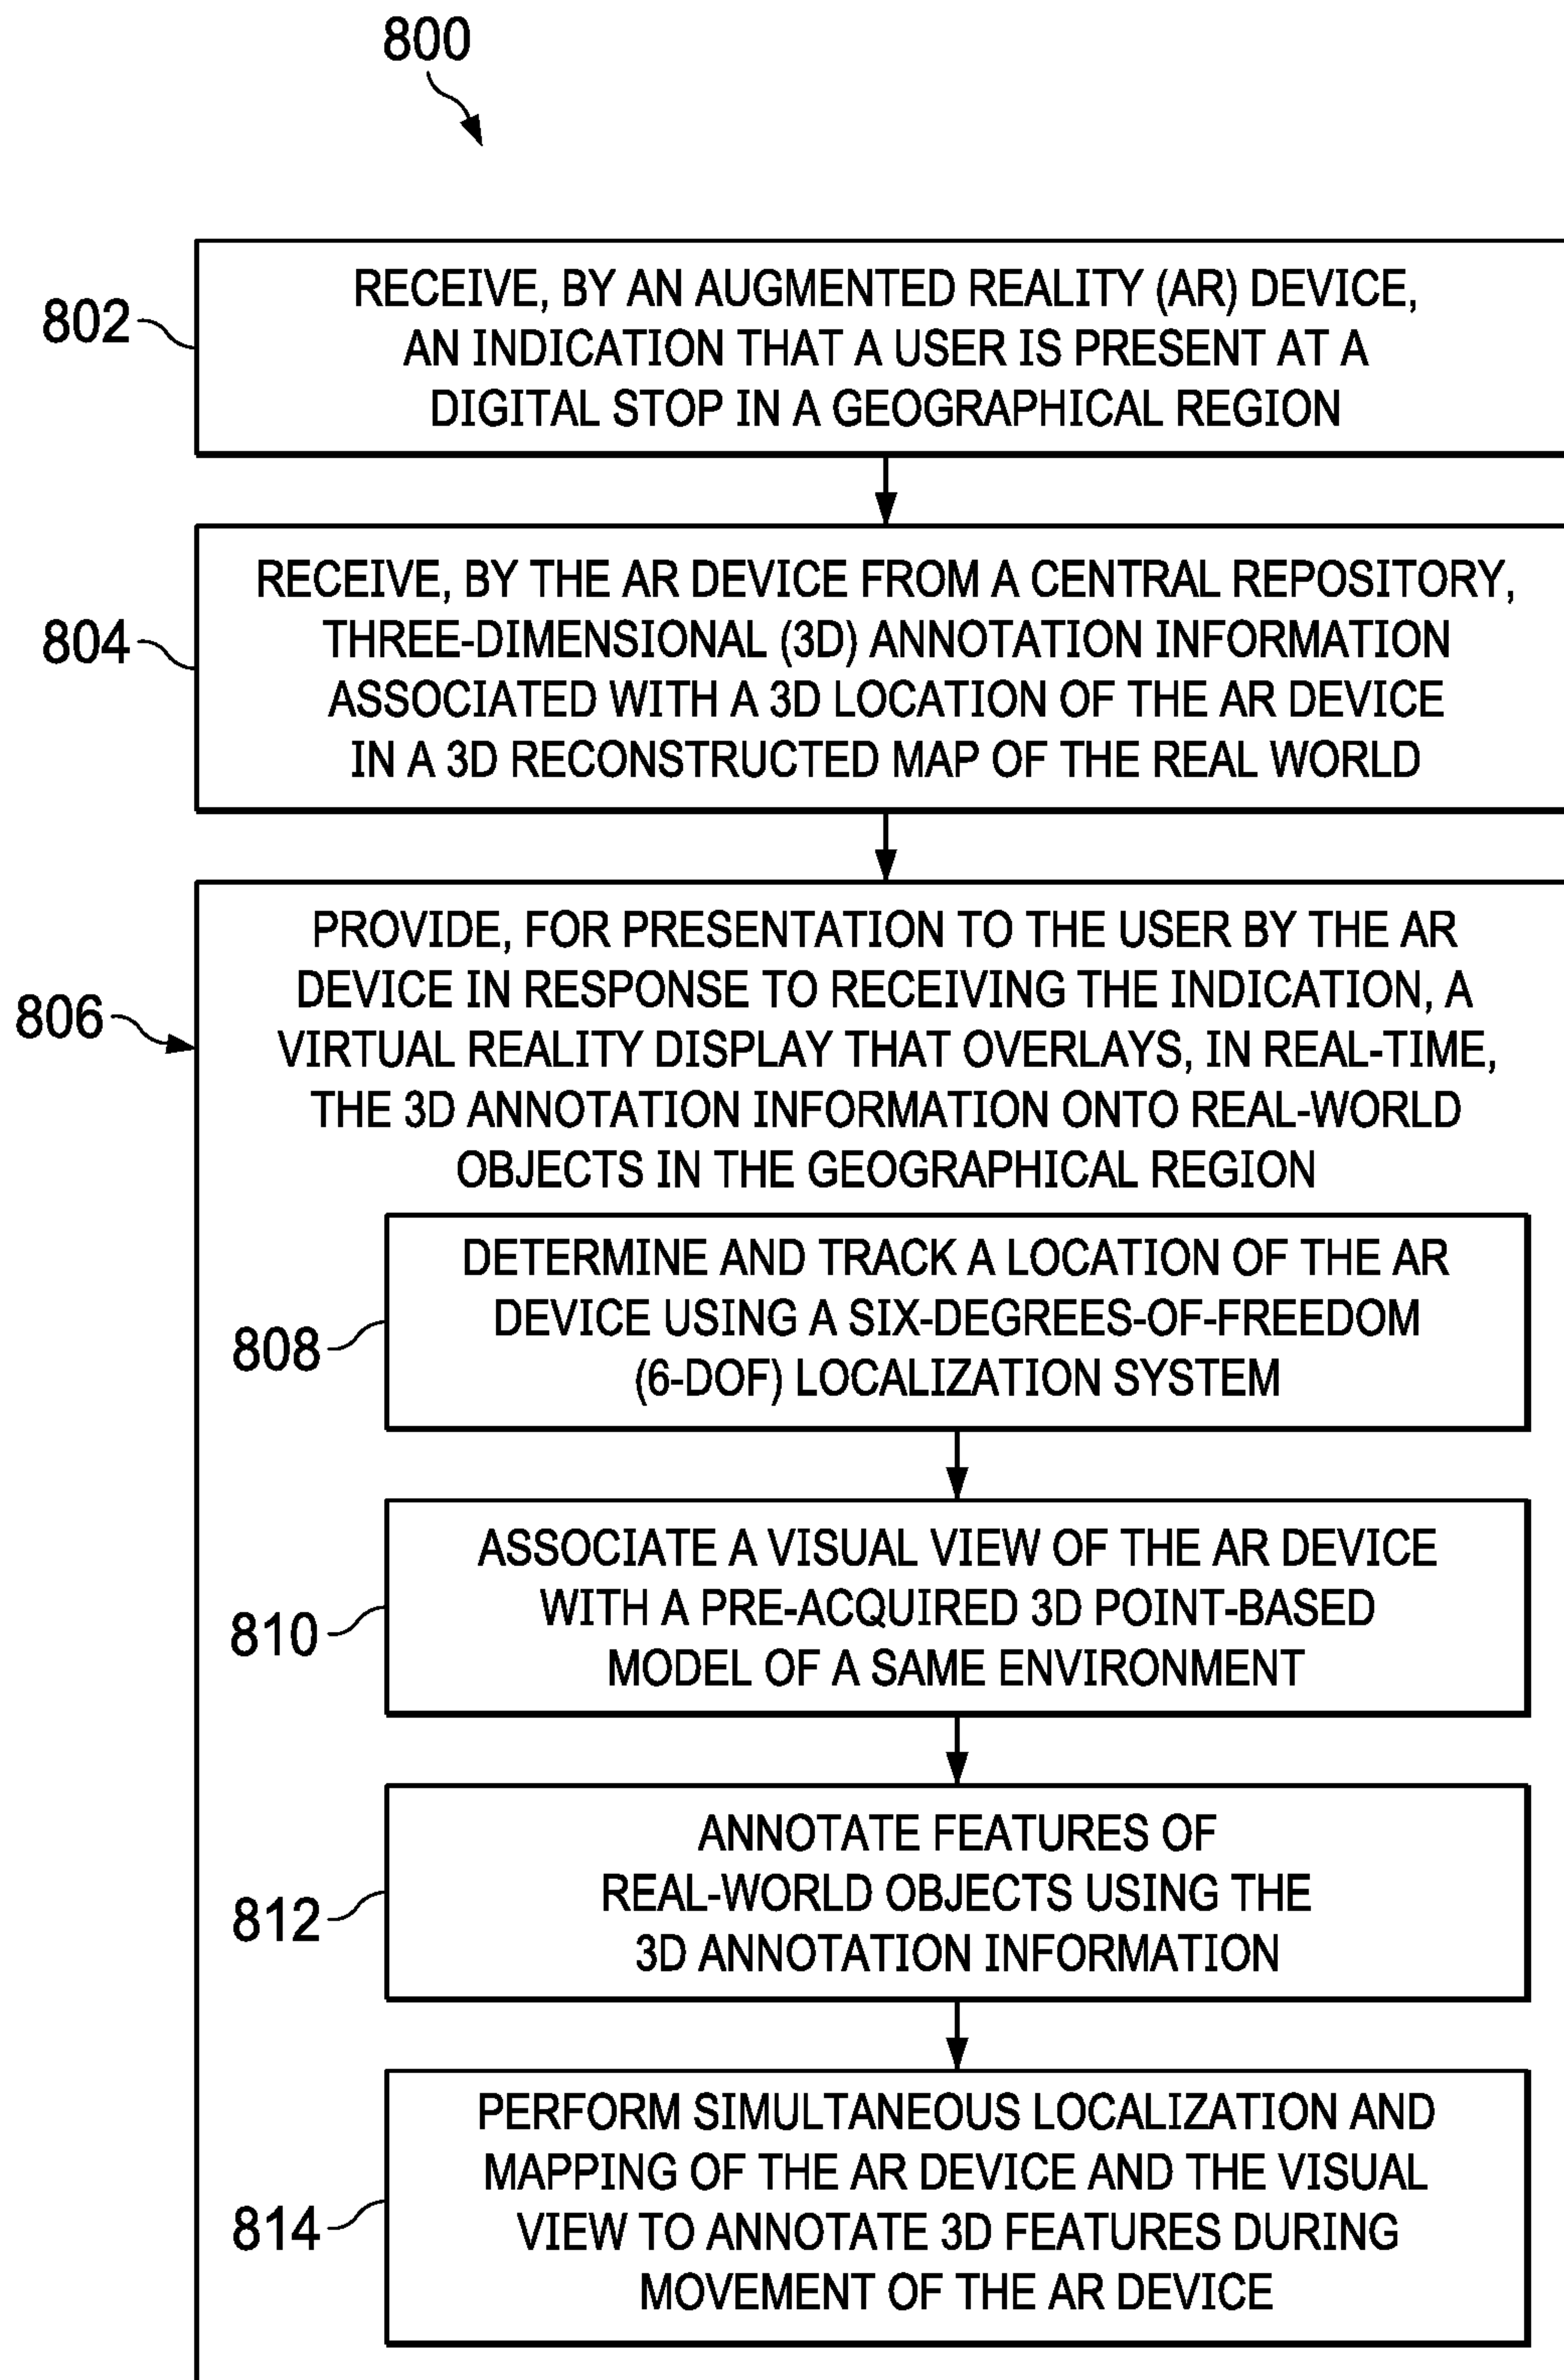 800
802
RECEIVE, BY AN AUGMENTED REALITY (AR) DEVICE,
AN INDICATION THAT A USER IS PRESENT AT A
DIGITAL STOP IN A GEOGRAPHICAL REGION
804
RECEIVE, BY THE AR DEVICE FROM A CENTRAL REPOSITORY,
THREE-DIMENSIONAL (3D) ANNOTATION INFORMATION
ASSOCIATED WITH A 3D LOCATION OF THE AR DEVICE
IN A 3D RECONSTRUCTED MAP OF THE REAL WORLD
806
PROVIDE, FOR PRESENTATION TO THE USER BY THE AR
DEVICE IN RESPONSE TO RECEIVING THE INDICATION, A
VIRTUAL REALITY DISPLAY THAT OVERLAYS, IN REAL-TIME,
THE 3D ANNOTATION INFORMATION ONTO REAL-WORLD
OBJECTS IN THE GEOGRAPHICAL REGION
808
DETERMINE AND TRACK A LOCATION OF THE AR
DEVICE USING A SIX-DEGREES-OF-FREEDOM
(6-DOF) LOCALIZATION SYSTEM
810
ASSOCIATE A VISUAL VIEW OF THE AR DEVICE
WITH A PRE-ACQUIRED 3D POINT-BASED
MODEL OF A SAME ENVIRONMENT
812
ANNOTATE FEATURES OF
REAL-WORLD OBJECTS USING THE
3D ANNOTATION INFORMATION
814
PERFORM SIMULTANEOUS LOCALIZATION AND
MAPPING OF THE AR DEVICE AND THE VISUAL
VIEW TO ANNOTATE 3D FEATURES DURING
MOVEMENT OF THE AR DEVICE